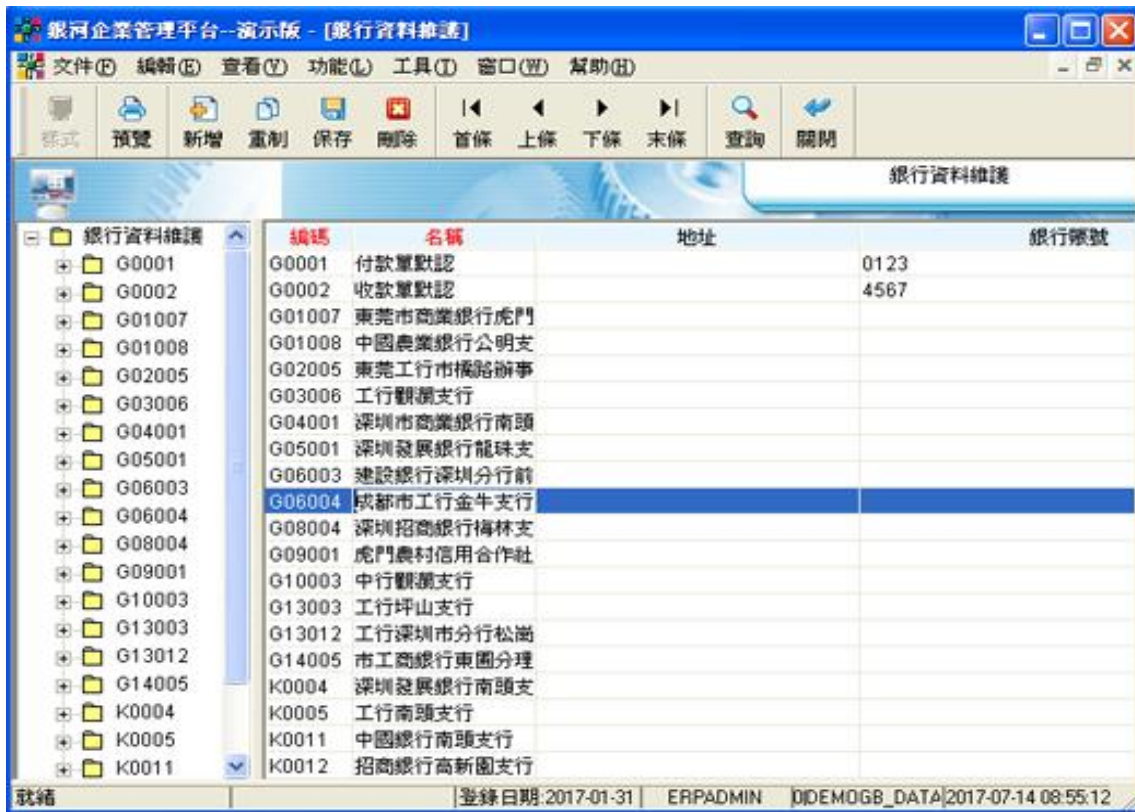 銀河企業管理平台--演示版 - [銀行資料維護]
文件(F) 編輯(E) 查看(V) 功能(L) 工具(T) 窗口(W) 幫助(H)
樣式 預覽 新增 重制 保存 刪除 首條 上條 下條 末條 查詢 關閉
銀行資料維護
銀行資料維護
G0001
G0002
G01007
G01008
G02005
G03006
G04001
G05001
G06003
G06004
G08004
G09001
G10003
G13003
G13012
G14005
K0004
K0005
K0011
編碼 名稱 地址 銀行賬號
G0001 付款單默認 0123
G0002 收款單默認 4567
G01007 東莞市商業銀行虎門
G01008 中國農業銀行公明支
G02005 東莞工行市橋路辦事
G03006 工行觀瀾支行
G04001 深圳市商業銀行南頭
G05001 深圳發展銀行龍珠支
G06003 建設銀行深圳分行前
G06004 成都市工行金牛支行
G08004 深圳招商銀行梅林支
G09001 虎門農村信用合作社
G10003 中行觀瀾支行
G13003 工行坪山支行
G13012 工行深圳市分行松崗
G14005 市工商銀行東圃分理
K0004 深圳發展銀行南頭支
K0005 工行南頭支行
K0011 中國銀行南頭支行
K0012 招商銀行高新園支行
就緒 登錄日期:2017-01-31 ERPADMIN 0|DEMOGB_DATA 2017-07-14 08:55:12